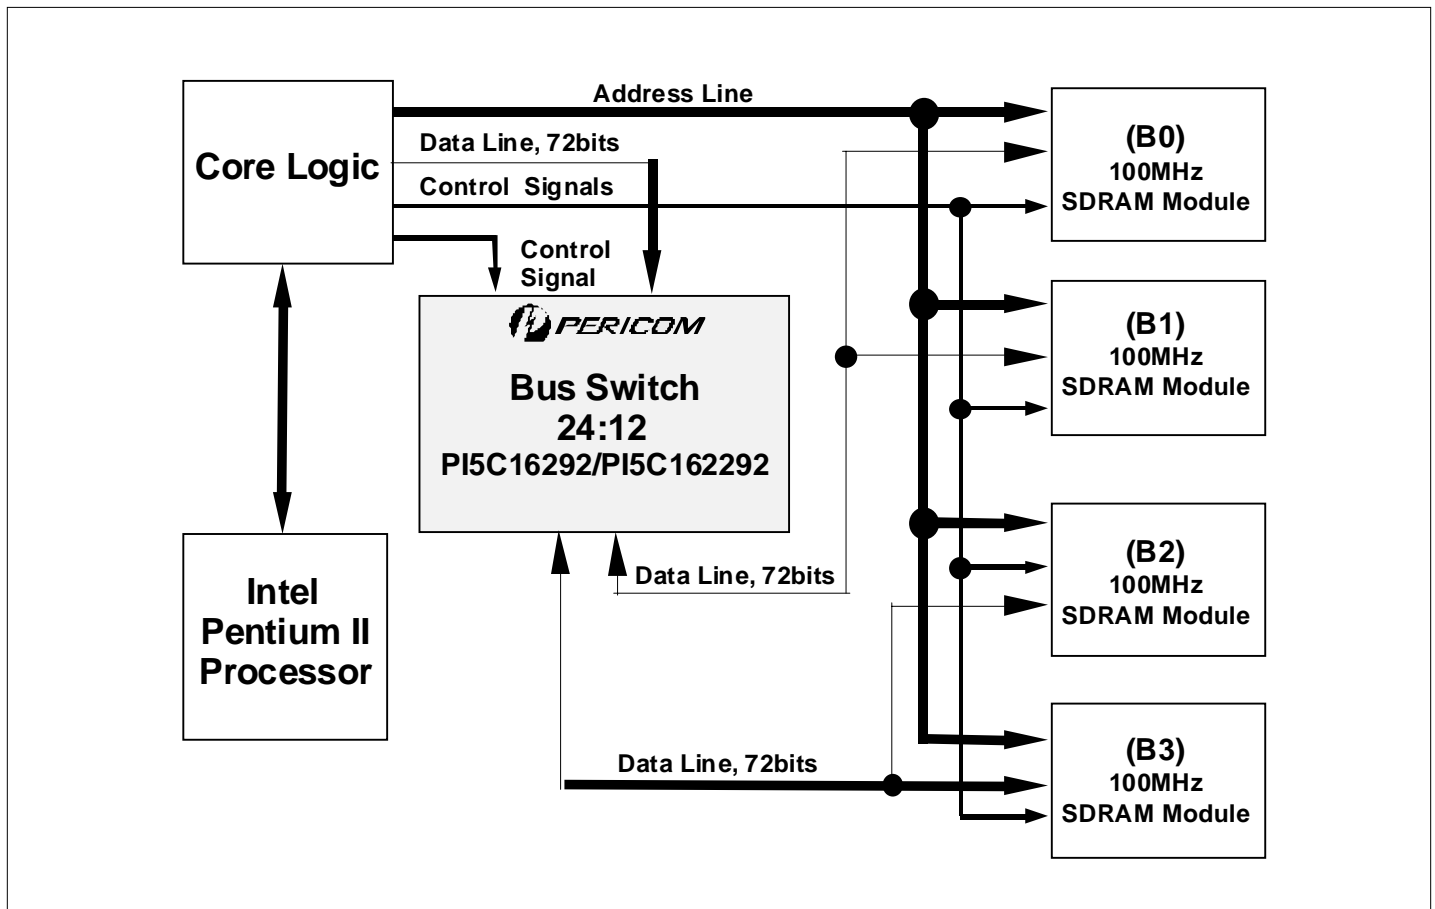 Address Line
Data Line, 72bits
Core Logic
Control Signals
Control
Signal
PERICOM
Bus Switch
24:12
PI5C16292/PI5C162292
Intel
Pentium II
Processor
Data Line, 72bits
Data Line, 72bits
(B0)
100MHz
SDRAM Module
(B1)
100MHz
SDRAM Module
(B2)
100MHz
SDRAM Module
(B3)
100MHz
SDRAM Module